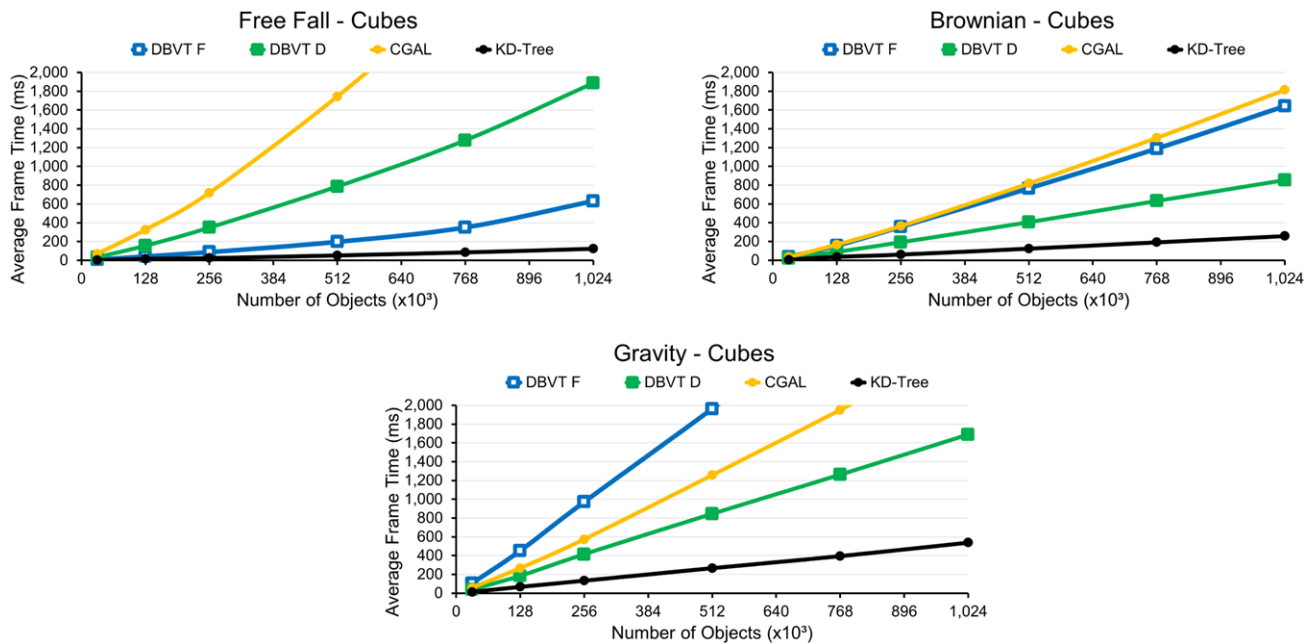 Free Fall - Cubes
DBVT F DBVT D CGAL KD-Tree
Average Frame Time (ms)
2,000
1,800
1,600
1,400
1,200
1,000
800
600
400
200
0
0 128 256 384 512 640 768 896 1,024
Number of Objects (x10³)
Brownian - Cubes
DBVT F DBVT D CGAL KD-Tree
Average Frame Time (ms)
2,000
1,800
1,600
1,400
1,200
1,000
800
600
400
200
0
0 128 256 384 512 640 768 896 1,024
Number of Objects (x10³)
Gravity - Cubes
DBVT F DBVT D CGAL KD-Tree
Average Frame Time (ms)
2,000
1,800
1,600
1,400
1,200
1,000
800
600
400
200
0
0 128 256 384 512 640 768 896 1,024
Number of Objects (x10³)